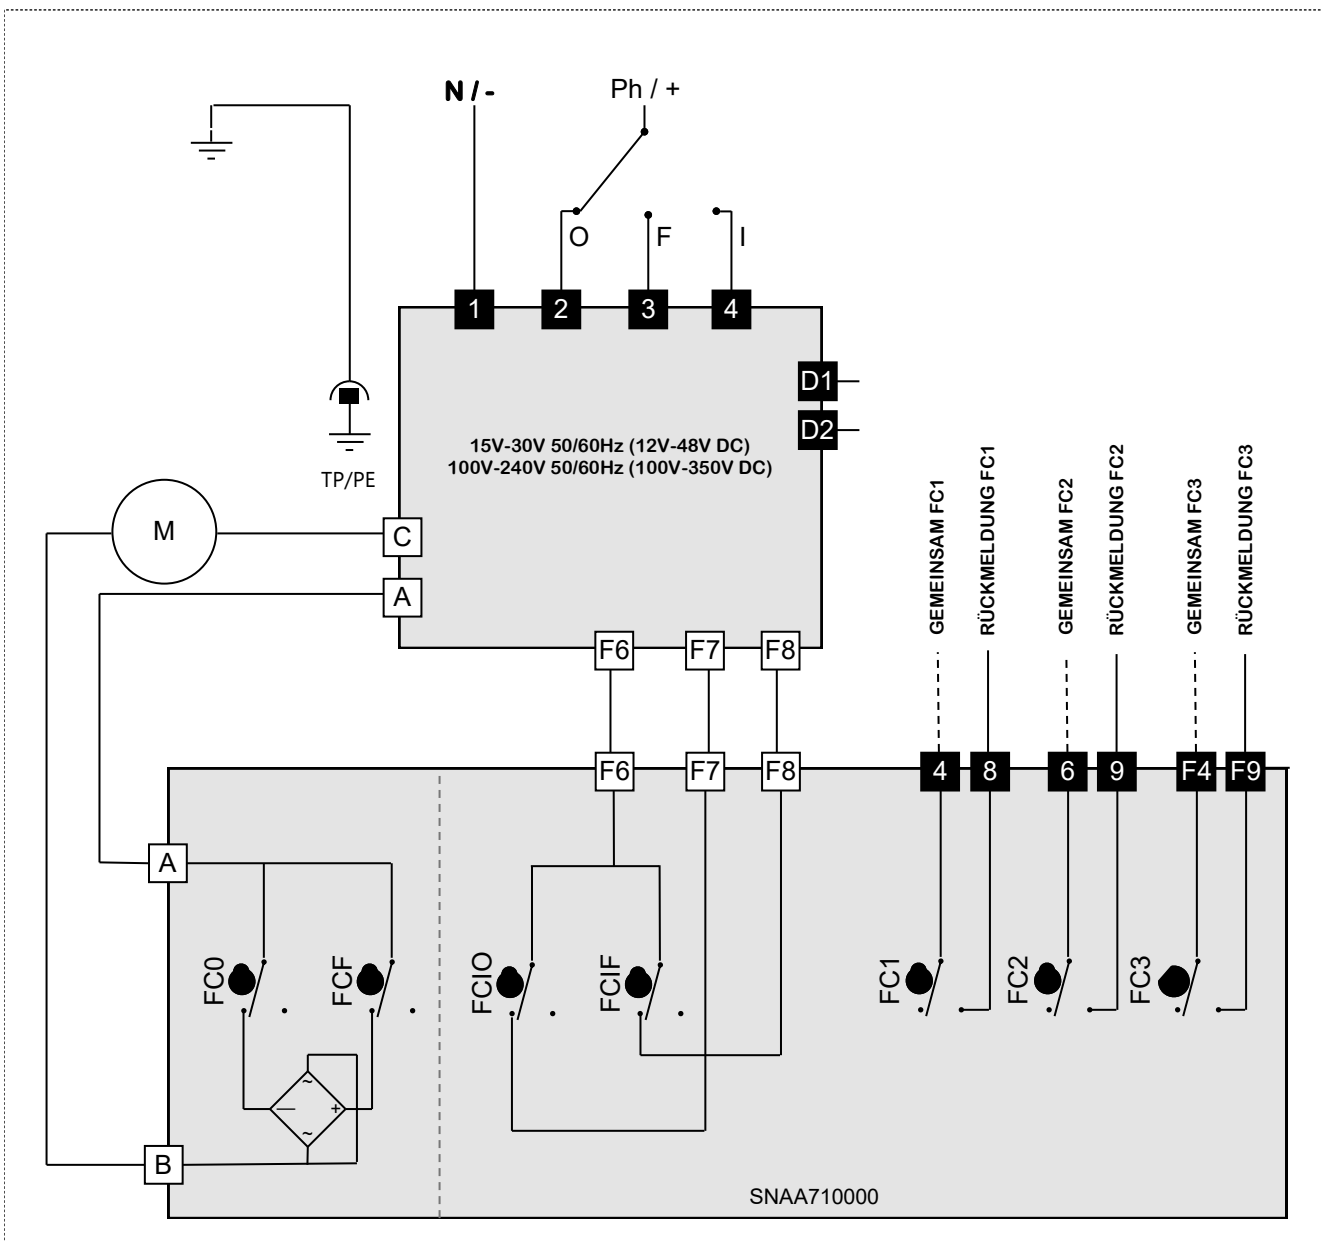 N / -
Ph / +
O
F
I
1
2
3
4
D1
D2
15V-30V 50/60Hz (12V-48V DC)
100V-240V 50/60Hz (100V-350V DC)
TP/PE
M
C
A
F6
F7
F8
GEMEINSAM FC1
RÜCKMELDUNG FC1
GEMEINSAM FC2
RÜCKMELDUNG FC2
GEMEINSAM FC3
RÜCKMELDUNG FC3
F6
F7
F8
4
8
6
9
F4
F9
A
FC0
FCF
FCIO
FCIF
FC1
FC2
FC3
~
—
+
~
B
SNAA710000